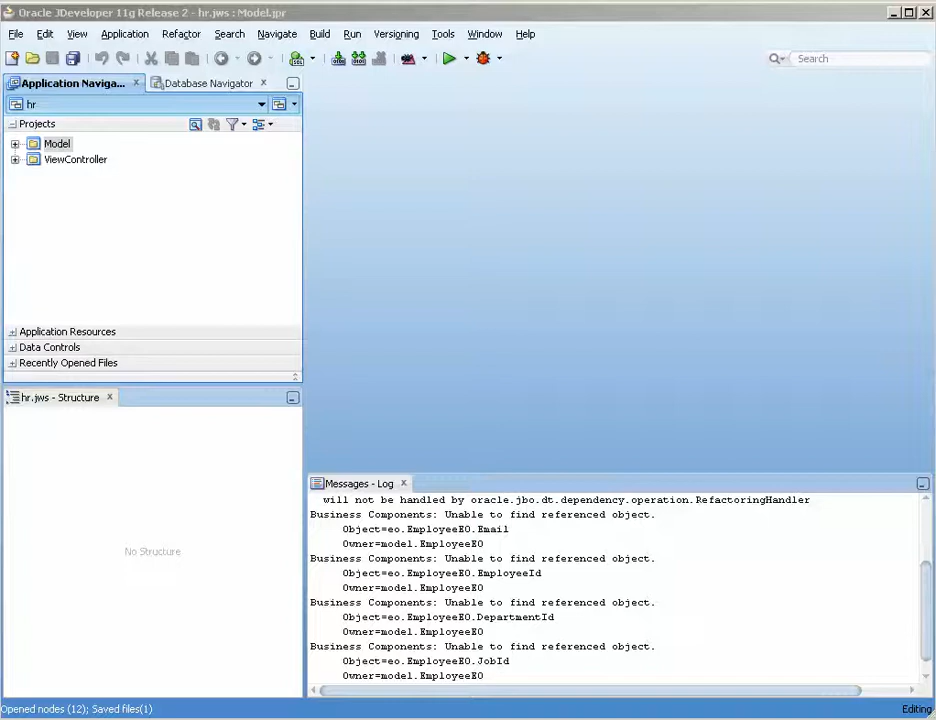 Oracle JDeveloper 11g Release 2 - hr.jws : Model.jpr
File Edit View Application Refactor Search Navigate Build Run Versioning Tools Window Help
Search
Application Naviga... Database Navigator
hr
Projects
Model
ViewController
Application Resources
Data Controls
Recently Opened Files
hr.jws - Structure
No Structure
Messages - Log
will not be handled by oracle.jbo.dt.dependency.operation.RefactoringHandler
Business Components: Unable to find referenced object.
Object=eo.EmployeeEO.Email
Owner=model.EmployeeEO
Business Components: Unable to find referenced object.
Object=eo.EmployeeEO.EmployeeId
Owner=model.EmployeeEO
Business Components: Unable to find referenced object.
Object=eo.EmployeeEO.DepartmentId
Owner=model.EmployeeEO
Business Components: Unable to find referenced object.
Object=eo.EmployeeEO.JobId
Owner=model.EmployeeEO
Opened nodes (12); Saved files(1)
Editing